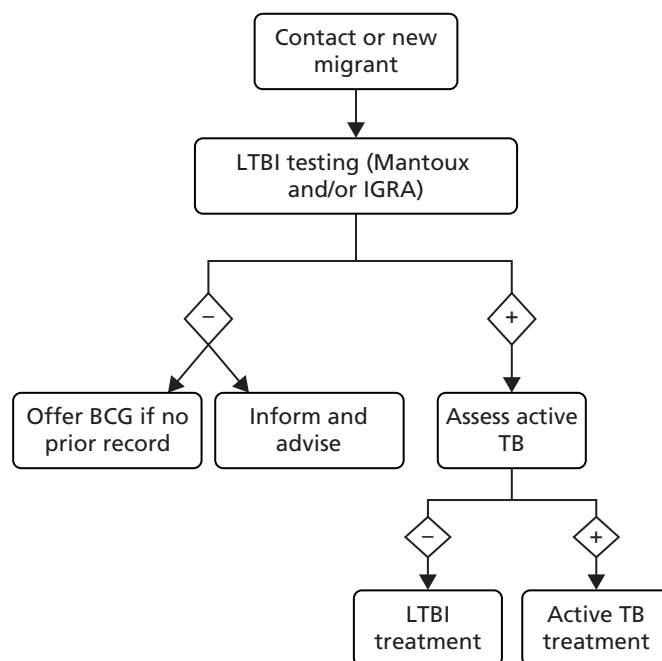 Contact or new
migrant
LTBI testing (Mantoux
and/or IGRA)
−
+
Offer BCG if no
prior record
Inform and
advise
Assess active
TB
−
+
LTBI
treatment
Active TB
treatment